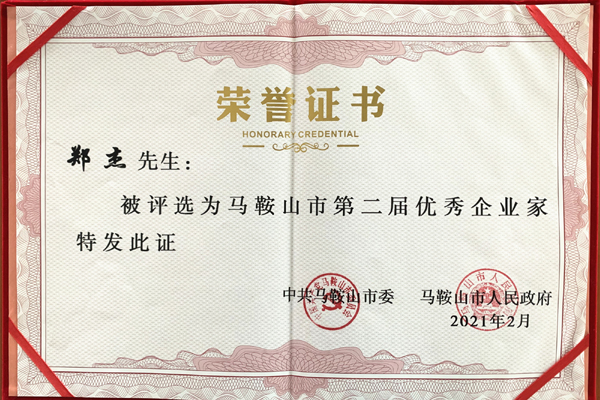 荣誉证书
HONORARY CREDENTIAL
郑杰 先生：
被评选为马鞍山市第二届优秀企业家
特发此证
中共马鞍山市委 马鞍山市人民政府
2021年2月